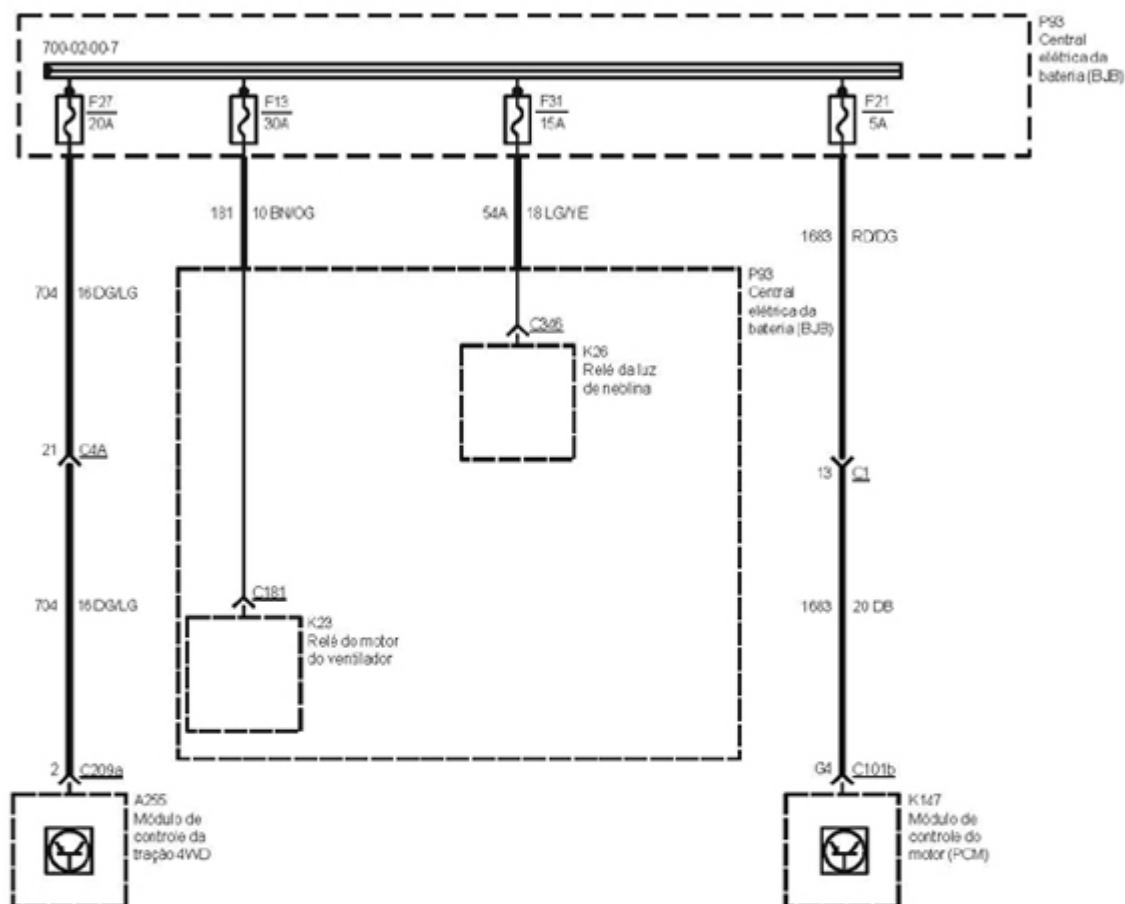 700-02-00-7
P93
Central
elétrica da
bateria (BJB)
F27
20A
F13
30A
F31
15A
F21
5A
181 10 BN/OG
54A 18 LG/YE
1683 RD/DG
704 16 DG/LG
P93
Central
elétrica da
bateria (BJB)
C346
K26
Relé da luz
de neblina
21 C4A
13 C1
C181
K23
Relé do motor
do ventilador
704 16 DG/LG
1683 20 DB
2 C209a
A255
Módulo de
controle da
tração 4WD
G4 C101b
K147
Módulo de
controle do
motor (PCM)